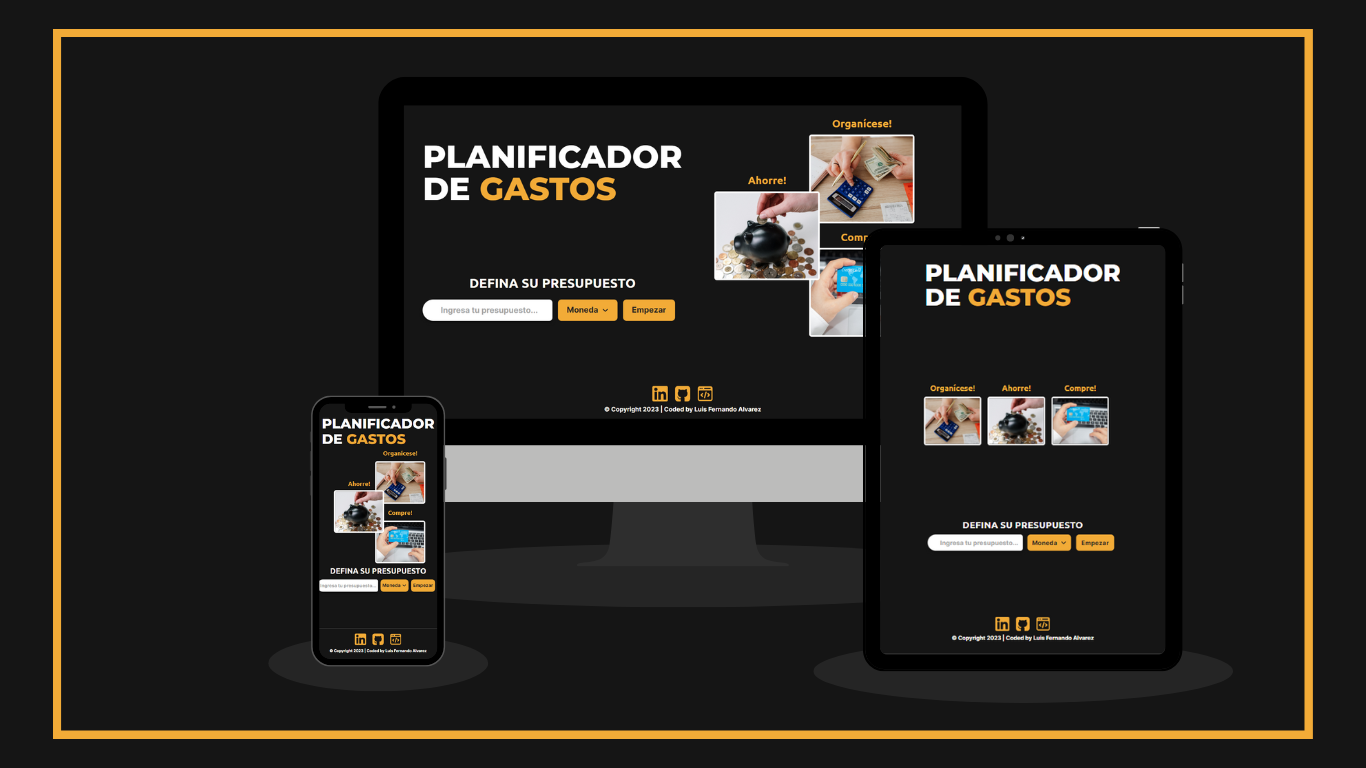 PLANIFICADOR
DE GASTOS
Organícese!
Ahorre!
Comp
DEFINA SU PRESUPUESTO
Ingresa tu presupuesto...
Moneda
Empezar
© Copyright 2023 | Coded by Luis Fernando Alvarez
PLANIFICADOR
DE GASTOS
Organícese!
Ahorre!
Compre!
DEFINA SU PRESUPUESTO
Ingresa tu presupuesto...
Moneda
Empezar
© Copyright 2023 | Coded by Luis Fernando Alvarez
PLANIFICADOR
DE GASTOS
Organícese! Ahorre! Compre!
DEFINA SU PRESUPUESTO
Ingresa tu presupuesto...
Moneda
Empezar
© Copyright 2023 | Coded by Luis Fernando Alvarez